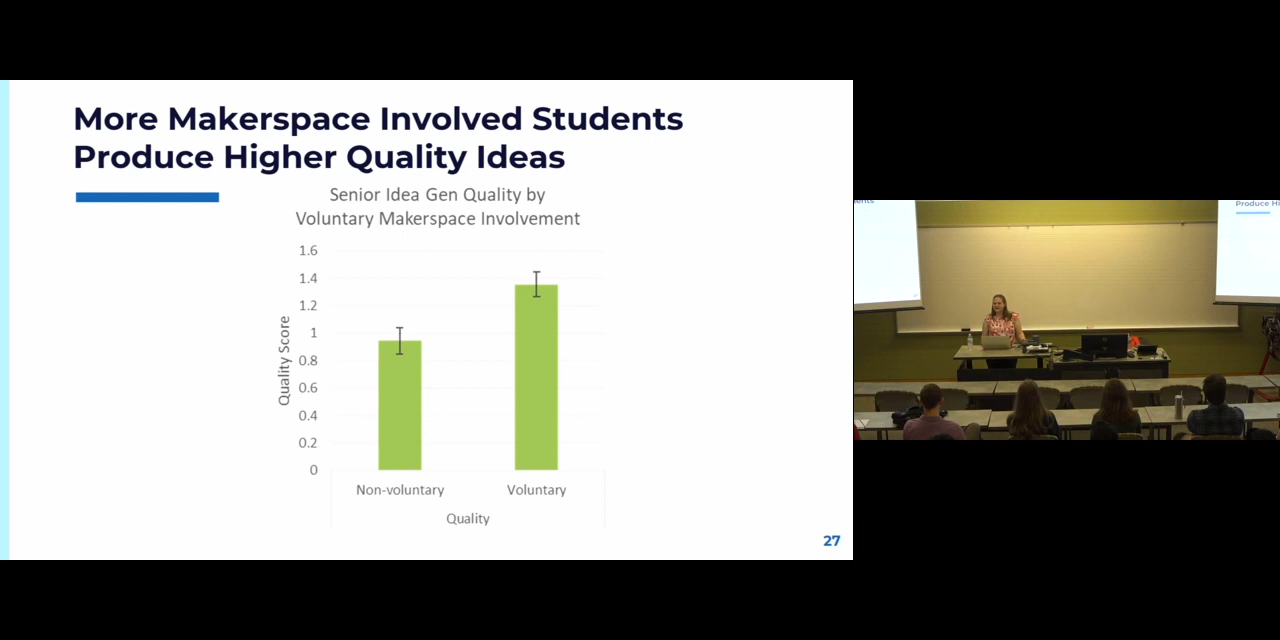 More Makerspace Involved Students
Produce Higher Quality Ideas
Senior Idea Gen Quality by
Voluntary Makerspace Involvement
1.6
1.4
1.2
1
0.8
0.6
0.4
0.2
0
Quality Score
Non-voluntary
Voluntary
Quality
27
Produce Hi